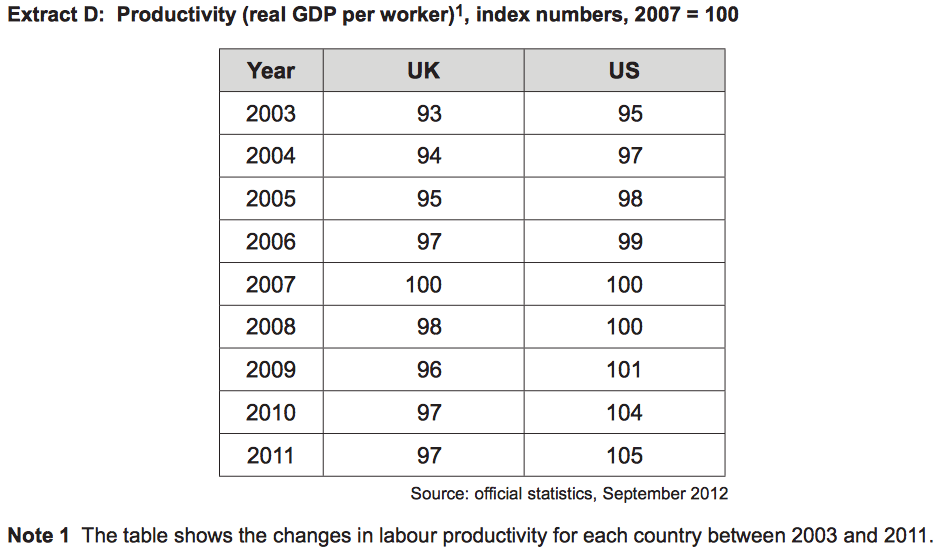 Extract D: Productivity (real GDP per worker)¹, index numbers, 2007 = 100
Year UK US
2003 93 95
2004 94 97
2005 95 98
2006 97 99
2007 100 100
2008 98 100
2009 96 101
2010 97 104
2011 97 105
Source: official statistics, September 2012
Note 1 The table shows the changes in labour productivity for each country between 2003 and 2011.